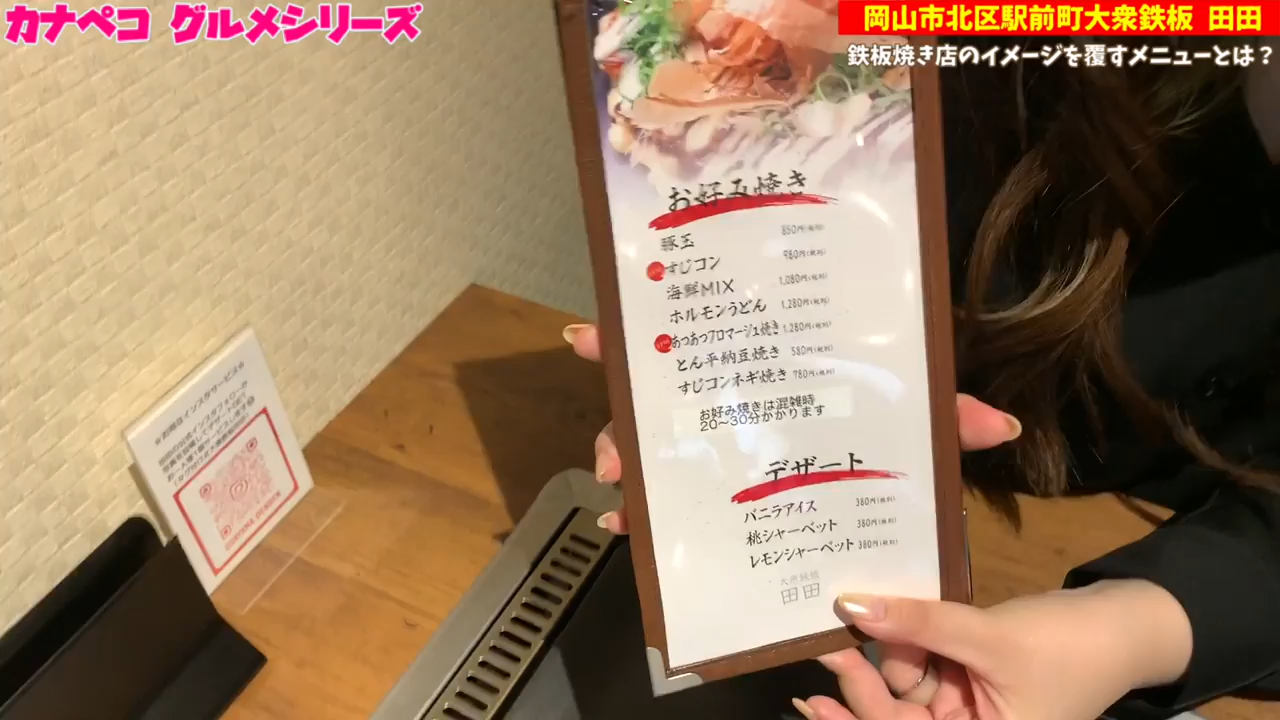 カナペコ グルメシリーズ
岡山市北区駅前町大衆鉄板 田田
鉄板焼き店のイメージを覆すメニューとは？
お好み焼き
豚玉 850円(税別)
すじコン 980円(税別)
海鮮MIX 1,080円(税別)
ホルモンうどん 1,280円(税別)
あつあつフロマージュ焼き 1,280円(税別)
とん平納豆焼き 580円(税別)
すじコンネギ焼き 780円(税別)
お好み焼きは混雑時
20～30分かかります
デザート
バニラアイス 380円(税別)
桃シャーベット 380円(税別)
レモンシャーベット 380円(税別)
大衆鉄板
田田